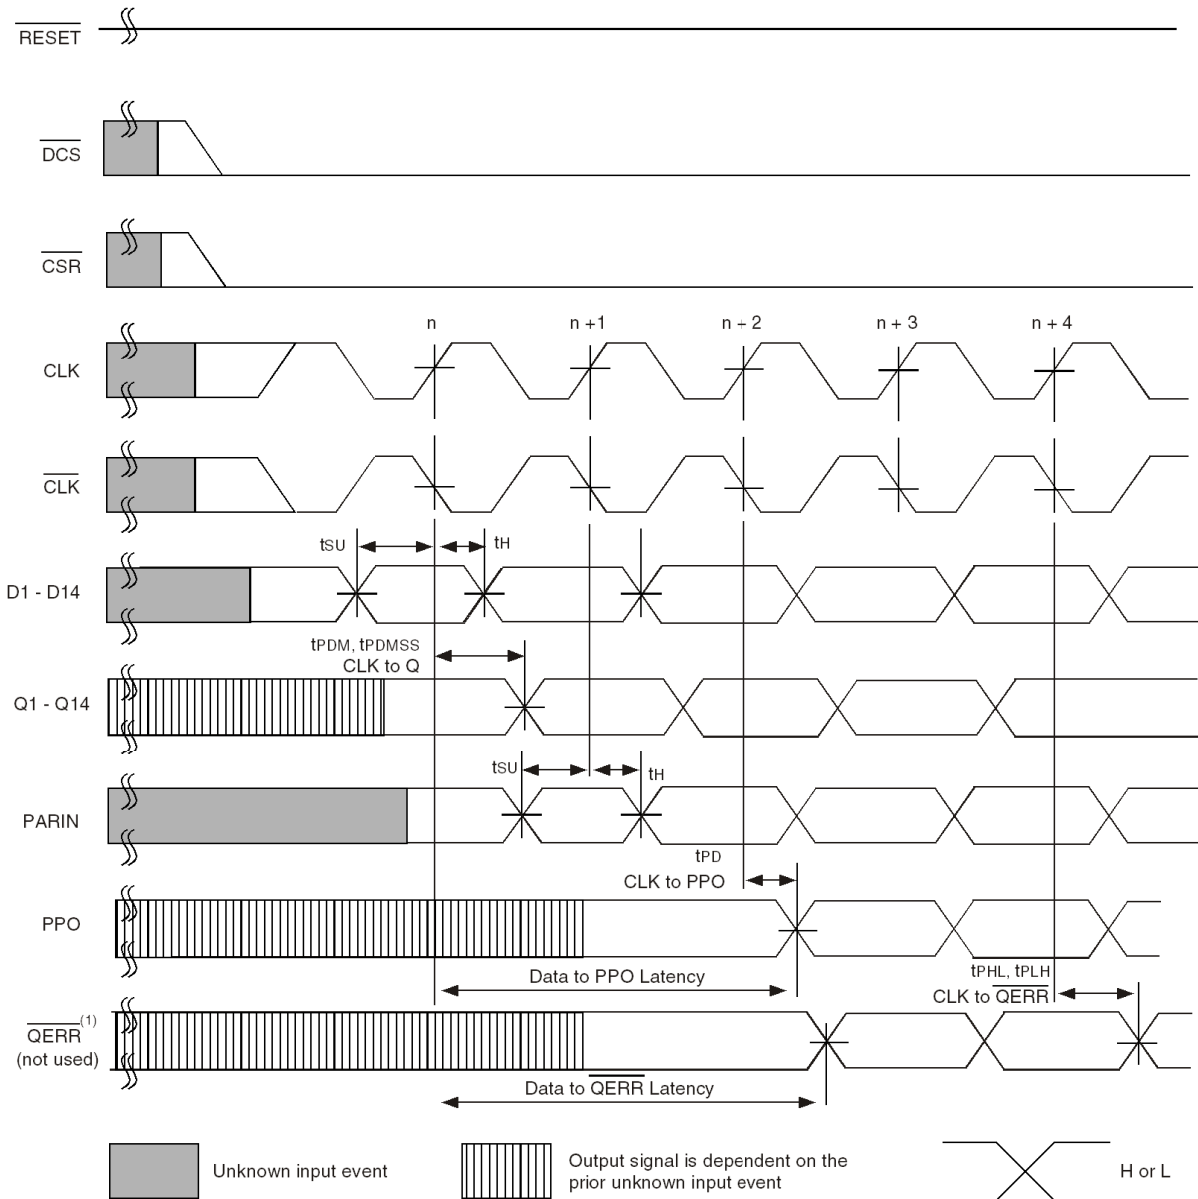 RESET
DCS
CSR
n n + 1 n + 2 n + 3 n + 4
CLK
CLK
tSU tH
D1 - D14
tPDM, tPDMSS
CLK to Q
Q1 - Q14
tSU tH
PARIN
tPD
CLK to PPO
PPO
tPHL, tPLH
Data to PPO Latency
CLK to QERR
QERR(1)
(not used)
Data to QERR Latency
Unknown input event
Output signal is dependent on the
prior unknown input event
H or L